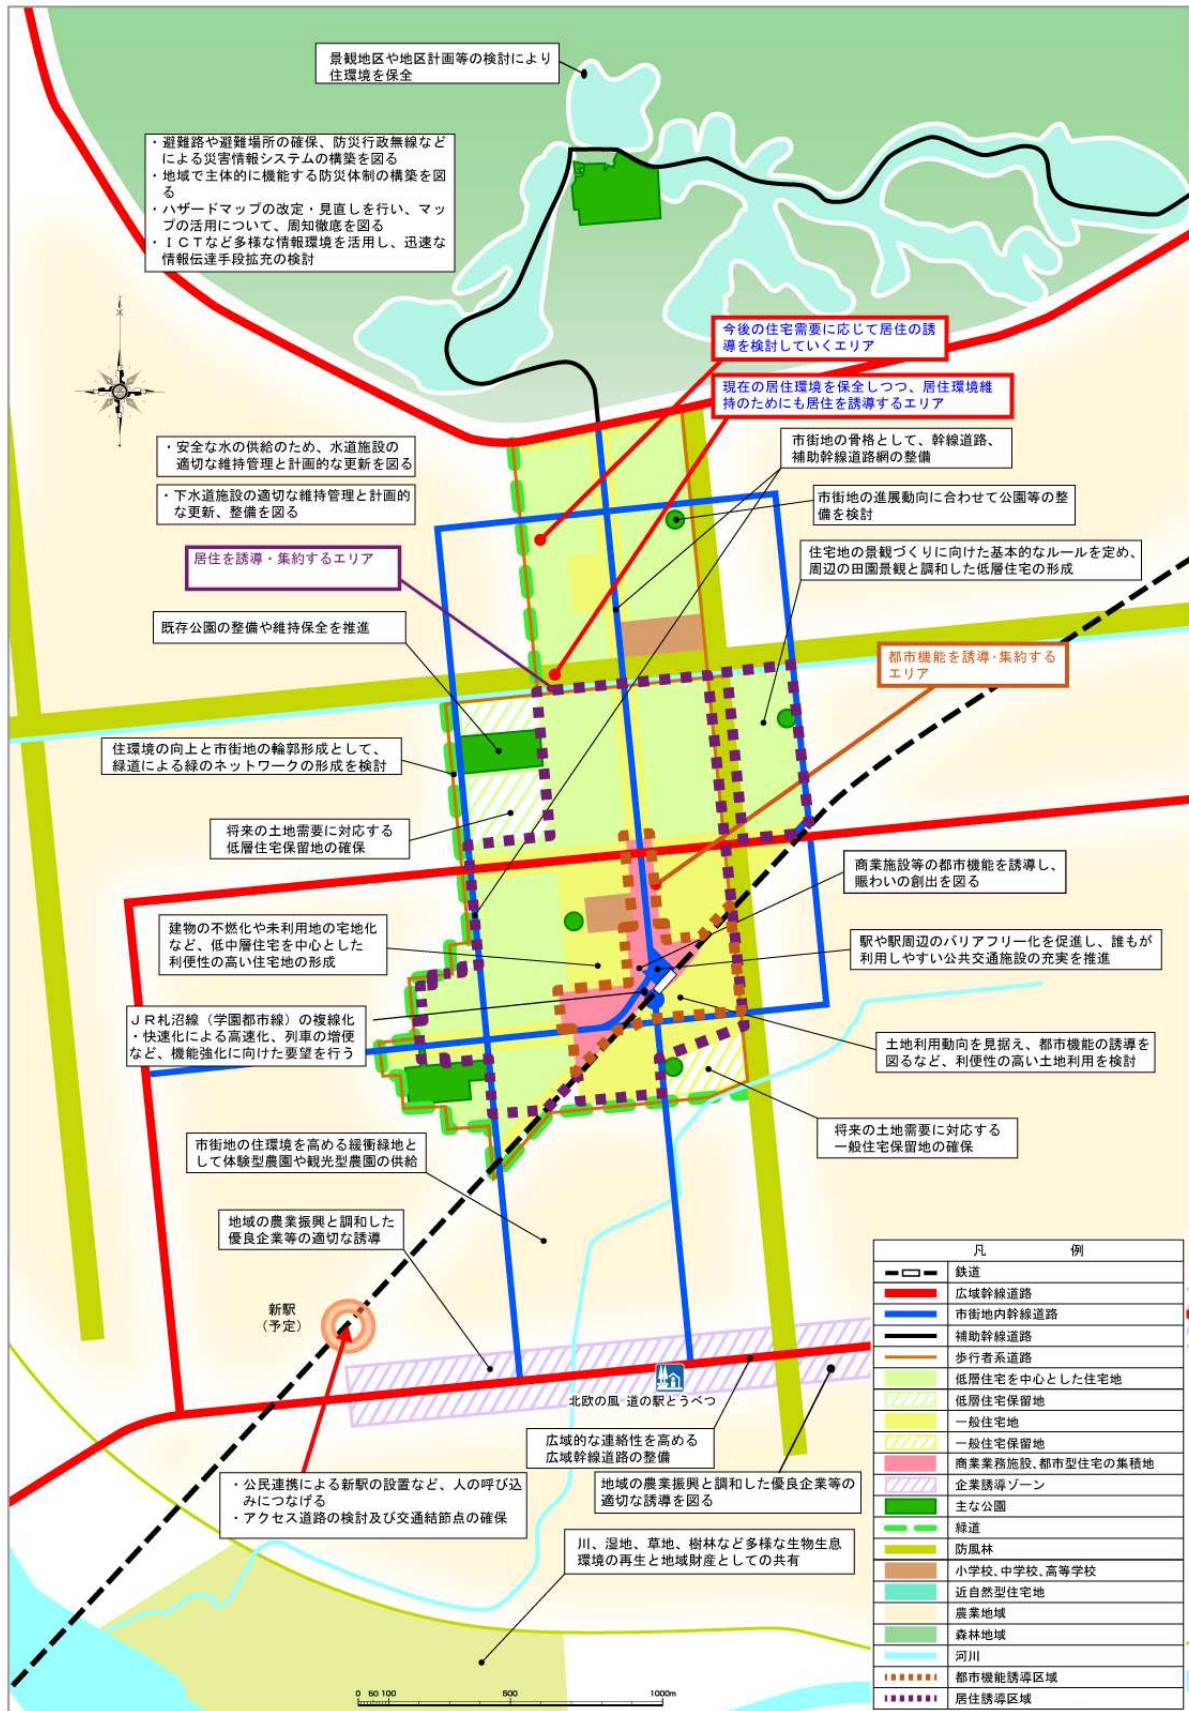 景観地区や地区計画等の検討により
住環境を保全
・避難路や避難場所の確保、防災行政無線など
による災害情報システムの構築を図る
・地域で主体的に機能する防災体制の構築を図
る
・ハザードマップの改定・見直しを行い、マッ
プの活用について、周知徹底を図る
・ＩＣＴなど多様な情報環境を活用し、迅速な
情報伝達手段拡充の検討
今後の住宅需要に応じて居住の誘
導を検討していくエリア
現在の居住環境を保全しつつ、居住環境維
持のためにも居住を誘導するエリア
・安全な水の供給のため、水道施設の
適切な維持管理と計画的な更新を図る
市街地の骨格として、幹線道路、
補助幹線道路網の整備
・下水道施設の適切な維持管理と計画的
な更新、整備を図る
市街地の進展動向に合わせて公園等の整
備を検討
居住を誘導・集約するエリア
住宅地の景観づくりに向けた基本的なルールを定め、
周辺の田園景観と調和した低層住宅の形成
既存公園の整備や維持保全を推進
都市機能を誘導・集約する
エリア
住環境の向上と市街地の輪郭形成として、
緑道による緑のネットワークの形成を検討
将来の土地需要に対応する
低層住宅保留地の確保
商業施設等の都市機能を誘導し、
賑わいの創出を図る
建物の不燃化や未利用地の宅地化
など、低中層住宅を中心とした
利便性の高い住宅地の形成
駅や駅周辺のバリアフリー化を促進し、誰もが
利用しやすい公共交通施設の充実を推進
ＪＲ札沼線（学園都市線）の複線化
・快速化による高速化、列車の増便
など、機能強化に向けた要望を行う
土地利用動向を見据え、都市機能の誘導を
図るなど、利便性の高い土地利用を検討
将来の土地需要に対応する
一般住宅保留地の確保
市街地の住環境を高める緩衝緑地と
して体験型農園や観光型農園の供給
地域の農業振興と調和した
優良企業等の適切な誘導
新駅
（予定）
北欧の風 道の駅とうべつ
広域的な連絡性を高める
広域幹線道路の整備
・公民連携による新駅の設置など、人の呼び込
みにつなげる
・アクセス道路の検討及び交通結節点の確保
地域の農業振興と調和した優良企業等の
適切な誘導を図る
川、湿地、草地、樹林など多様な生物生息
環境の再生と地域財産としての共有
凡 例
鉄道
広域幹線道路
市街地内幹線道路
補助幹線道路
歩行者系道路
低層住宅を中心とした住宅地
低層住宅保留地
一般住宅地
一般住宅保留地
商業業務施設、都市型住宅の集積地
企業誘導ゾーン
主な公園
緑道
防風林
小学校、中学校、高等学校
近自然型住宅地
農業地域
森林地域
河川
都市機能誘導区域
居住誘導区域
0 50 100 500 1000m